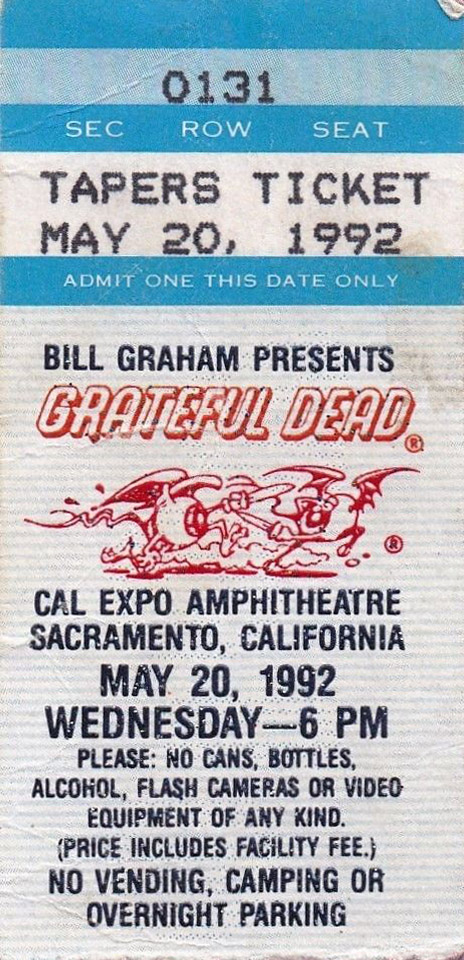 0131
SEC ROW SEAT
TAPERS TICKET
MAY 20, 1992
ADMIT ONE THIS DATE ONLY
BILL GRAHAM PRESENTS
GRATEFUL DEAD®
®
CAL EXPO AMPHITHEATRE
SACRAMENTO, CALIFORNIA
MAY 20, 1992
WEDNESDAY—6 PM
PLEASE: NO CANS, BOTTLES,
ALCOHOL, FLASH CAMERAS OR VIDEO
EQUIPMENT OF ANY KIND.
(PRICE INCLUDES FACILITY FEE.)
NO VENDING, CAMPING OR
OVERNIGHT PARKING